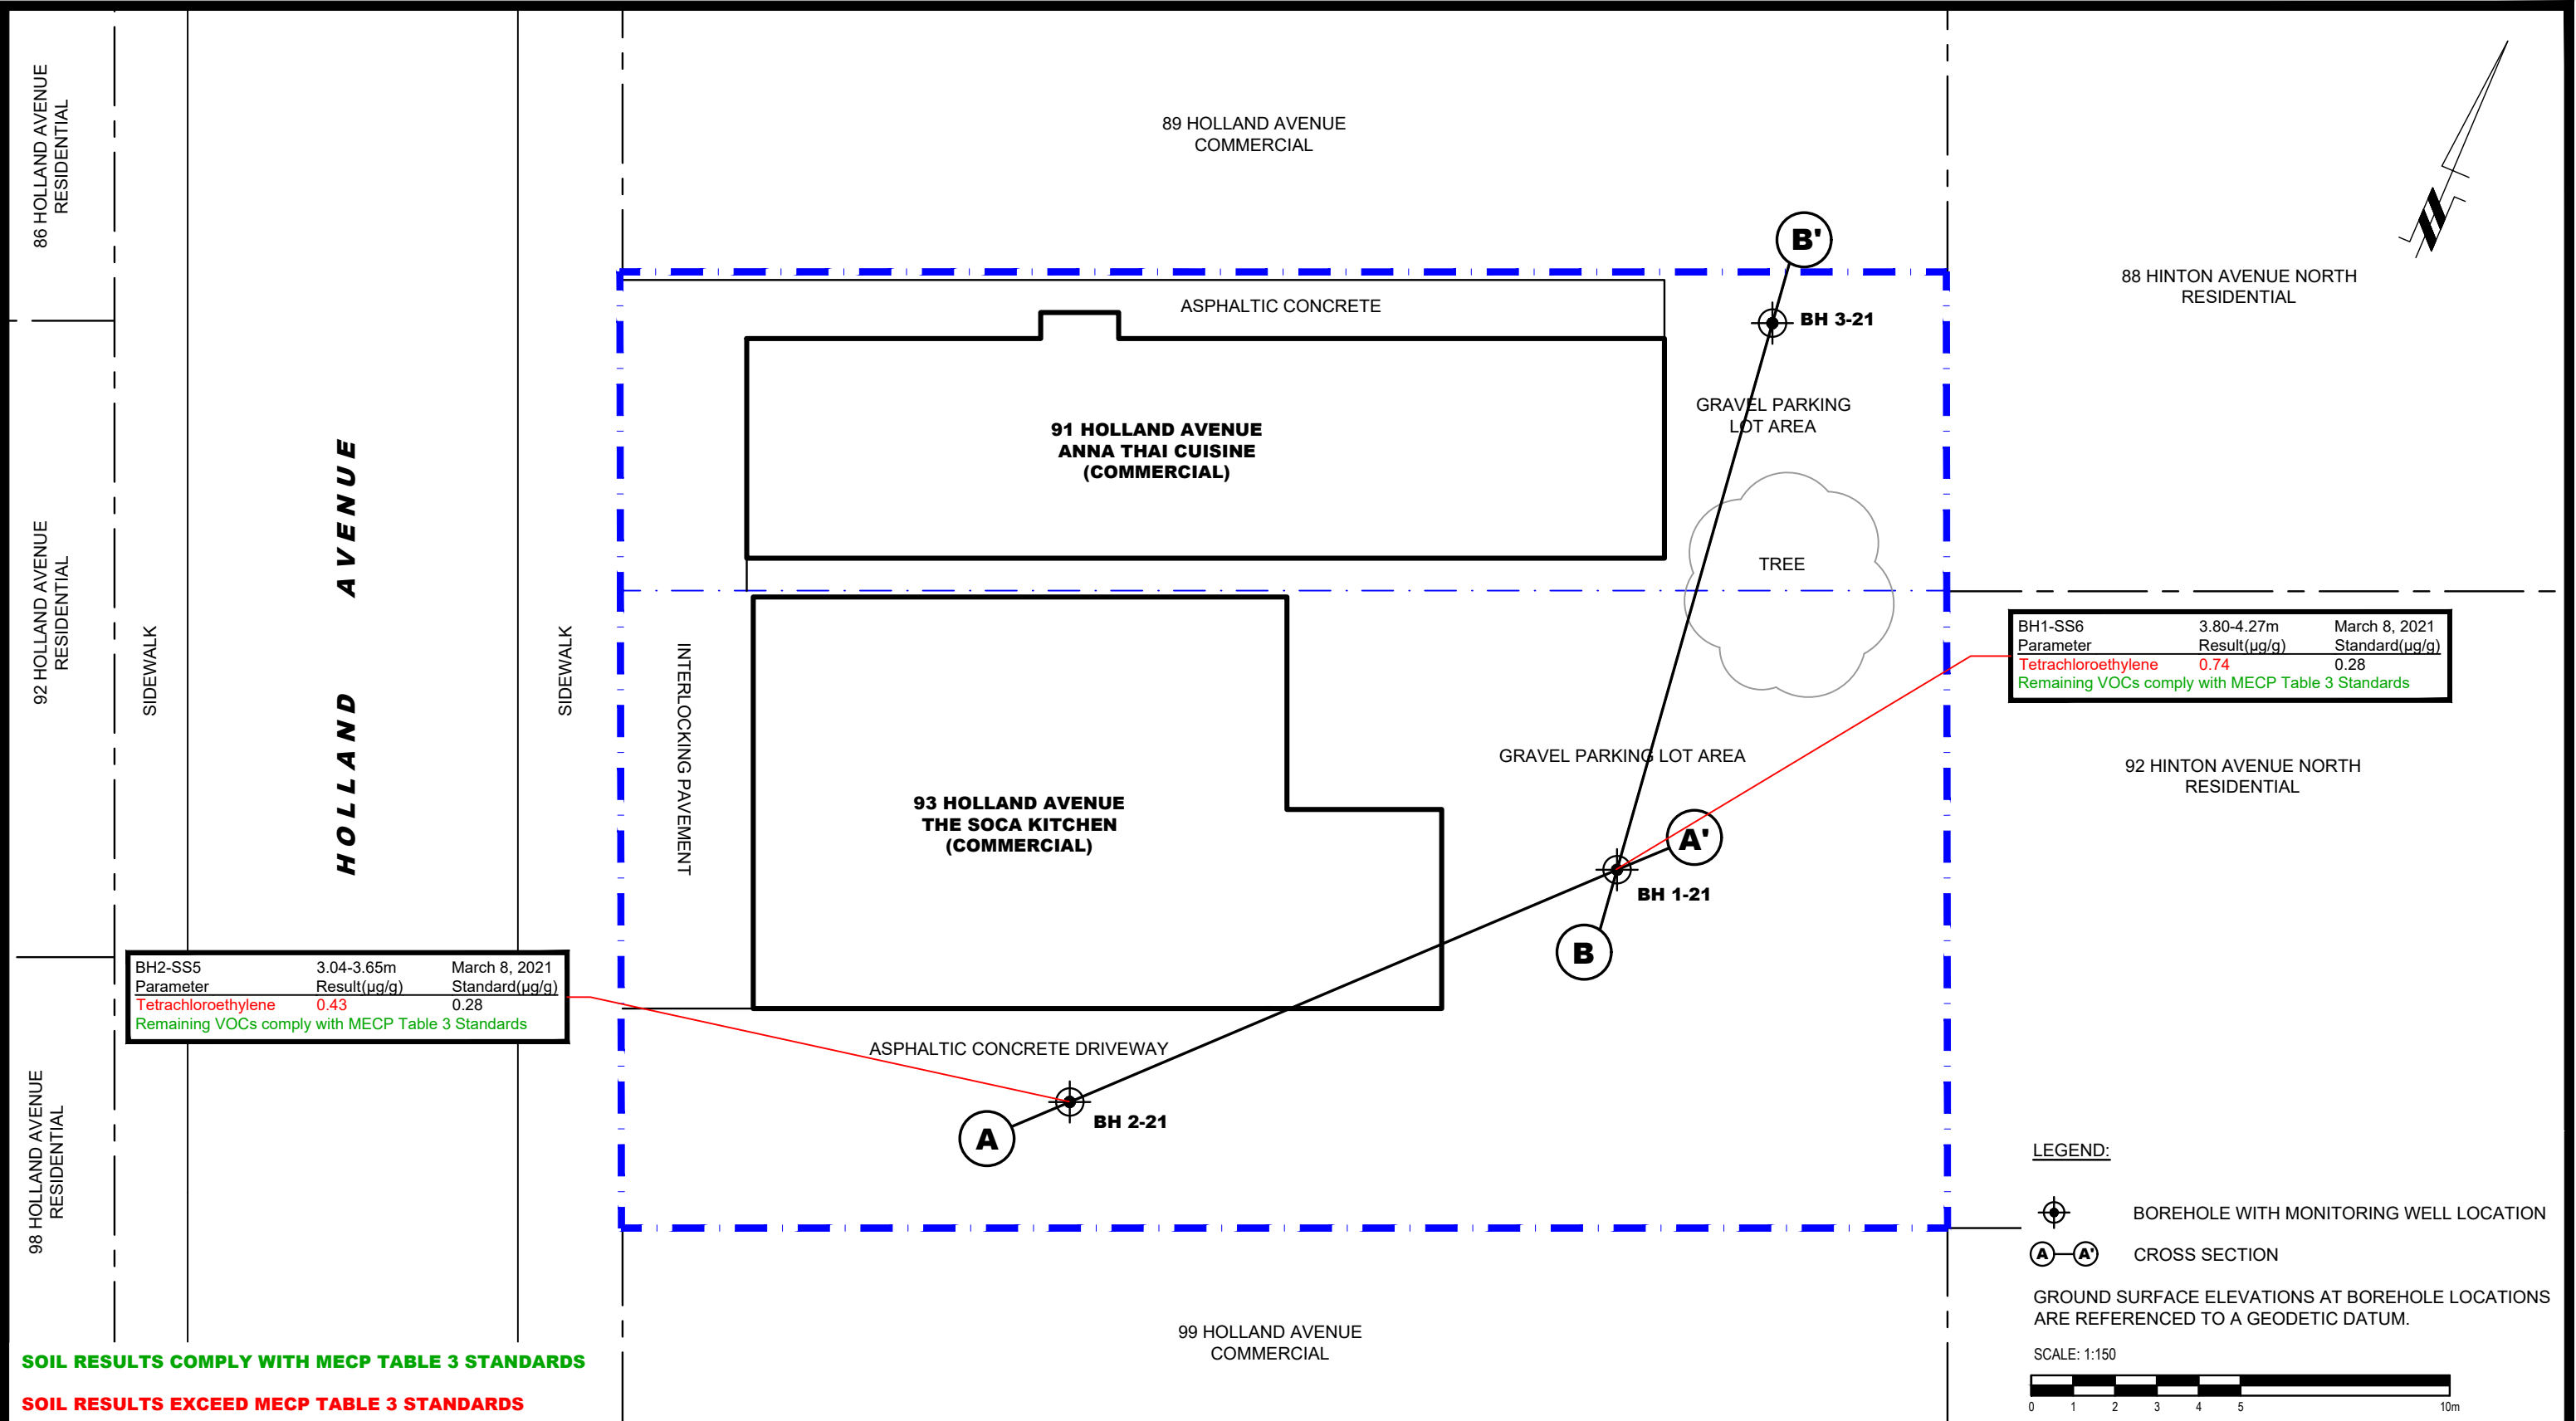 89 HOLLAND AVENUE
COMMERCIAL
86 HOLLAND AVENUE
RESIDENTIAL
B'
88 HINTON AVENUE NORTH
RESIDENTIAL
ASPHALTIC CONCRETE
BH 3-21
GRAVEL PARKING
LOT AREA
91 HOLLAND AVENUE
ANNA THAI CUISINE
(COMMERCIAL)
TREE
92 HOLLAND AVENUE
RESIDENTIAL
SIDEWALK
HOLLAND AVENUE
SIDEWALK
INTERLOCKING PAVEMENT
BH1-SS6 3.80-4.27m March 8, 2021
Parameter Result(µg/g) Standard(µg/g)
Tetrachloroethylene 0.74 0.28
Remaining VOCs comply with MECP Table 3 Standards
GRAVEL PARKING LOT AREA
92 HINTON AVENUE NORTH
RESIDENTIAL
93 HOLLAND AVENUE
THE SOCA KITCHEN
(COMMERCIAL)
A'
BH 1-21
B
BH2-SS5 3.04-3.65m March 8, 2021
Parameter Result(µg/g) Standard(µg/g)
Tetrachloroethylene 0.43 0.28
Remaining VOCs comply with MECP Table 3 Standards
ASPHALTIC CONCRETE DRIVEWAY
BH 2-21
A
98 HOLLAND AVENUE
RESIDENTIAL
LEGEND:
BOREHOLE WITH MONITORING WELL LOCATION
A A' CROSS SECTION
GROUND SURFACE ELEVATIONS AT BOREHOLE LOCATIONS
ARE REFERENCED TO A GEODETIC DATUM.
99 HOLLAND AVENUE
COMMERCIAL
SCALE: 1:150
0 1 2 3 4 5 10m
SOIL RESULTS COMPLY WITH MECP TABLE 3 STANDARDS
SOIL RESULTS EXCEED MECP TABLE 3 STANDARDS